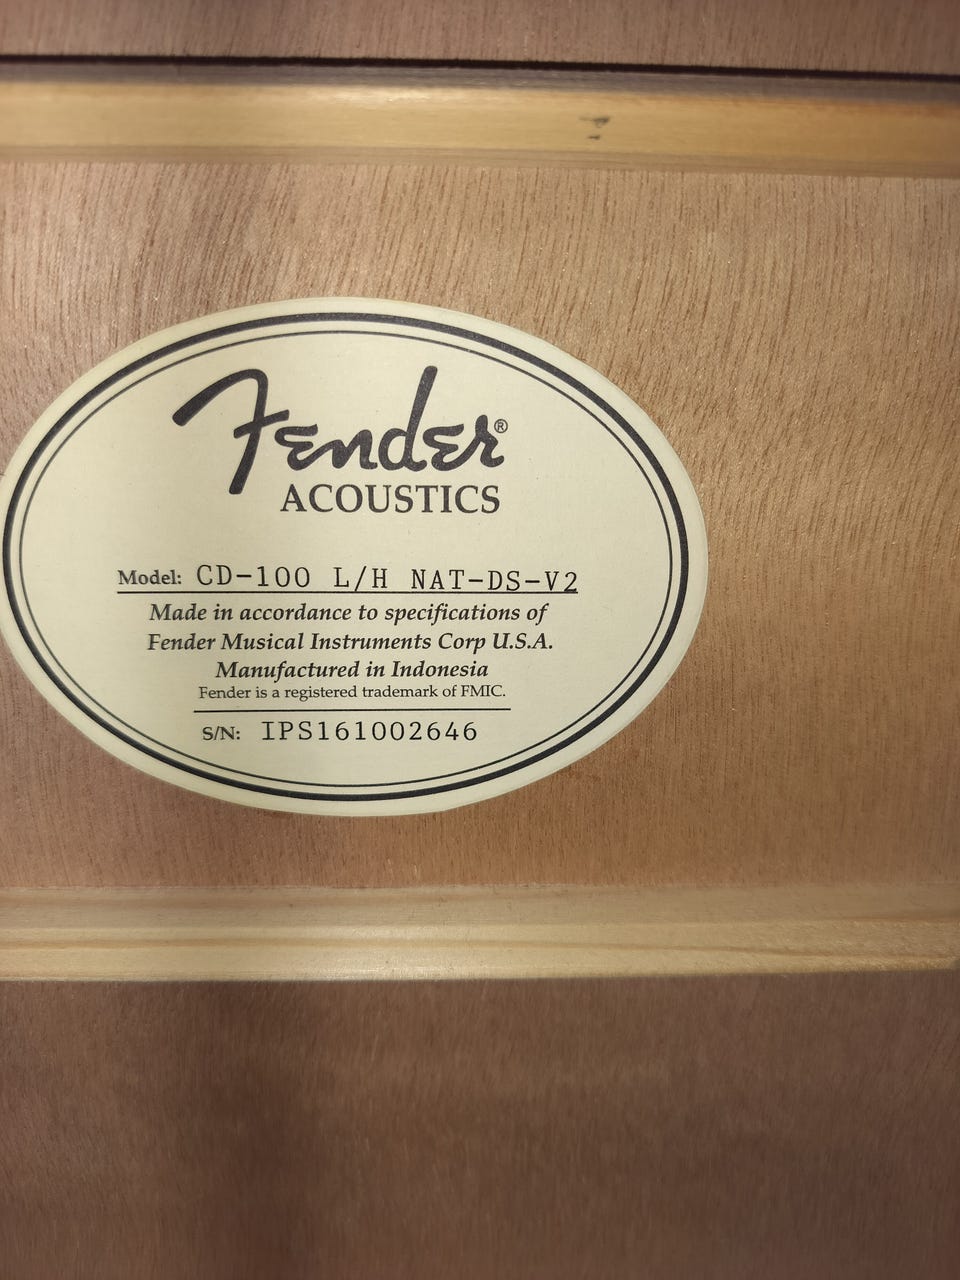 Fender®
ACOUSTICS
Model: CD-100 L/H NAT-DS-V2
Made in accordance to specifications of
Fender Musical Instruments Corp U.S.A.
Manufactured in Indonesia
Fender is a registered trademark of FMIC.
S/N: IPS161002646